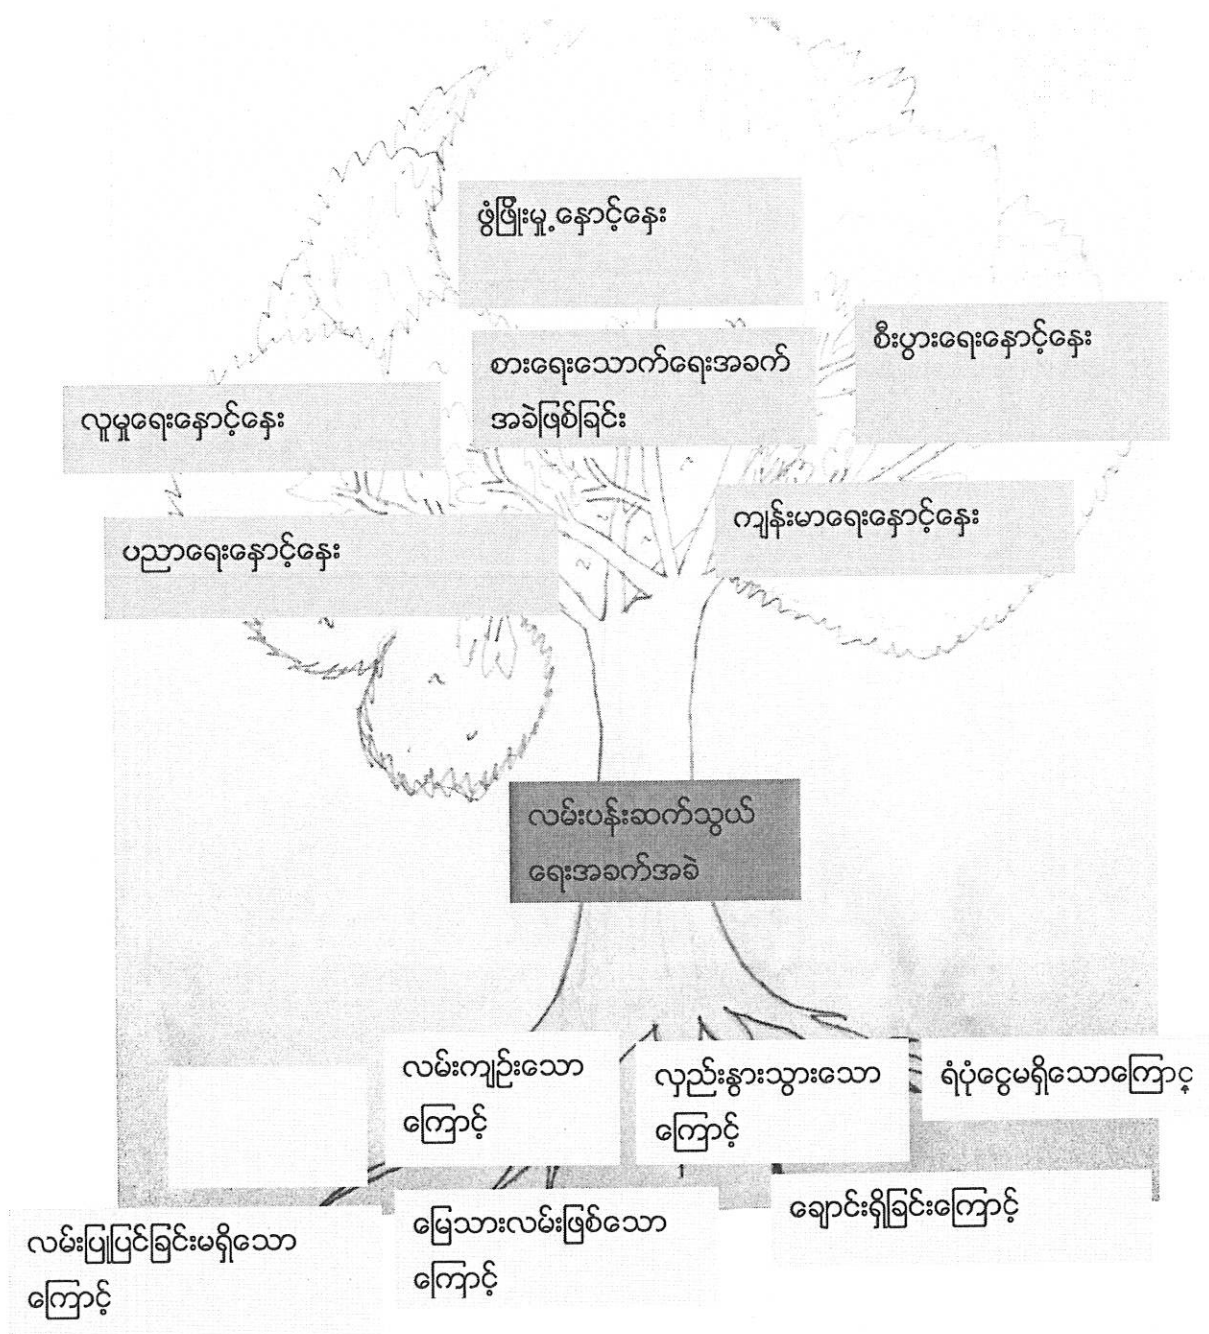 ဖွံဖြိုးမှု့နှောင့်နှေး
စီးပွားရေးနှောင့်နှေး
စားရေးသောက်ရေးအခက်
အခဲဖြစ်ခြင်း
လူမှုရေးနှောင့်နှေး
ကျန်းမာရေးနှောင့်နှေး
ပညာရေးနှောင့်နှေး
လမ်းပန်းဆက်သွယ်
ရေးအခက်အခဲ
လမ်းကျဉ်းသော
ကြောင့်
လှည်းနွားသွားသော
ကြောင့်
ရံပုံငွေမရှိသောကြောင့်
လမ်းပြုပြင်ခြင်းမရှိသော
ကြောင့်
မြေသားလမ်းဖြစ်သော
ကြောင့်
ချောင်းရှိခြင်းကြောင့်